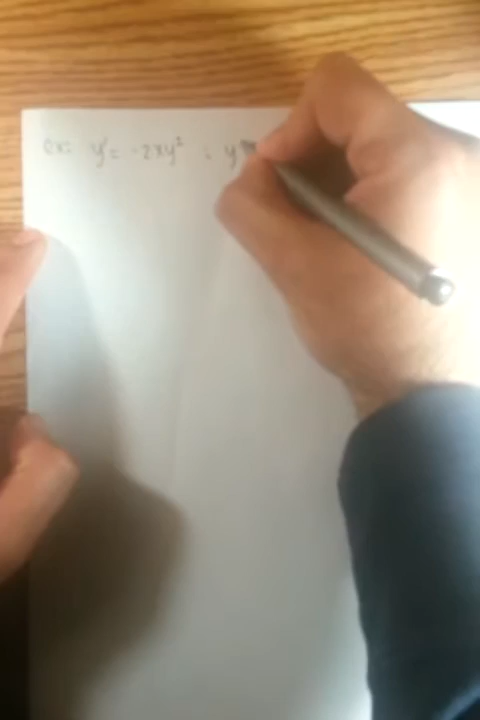 ex: y' = -2xy² ; y